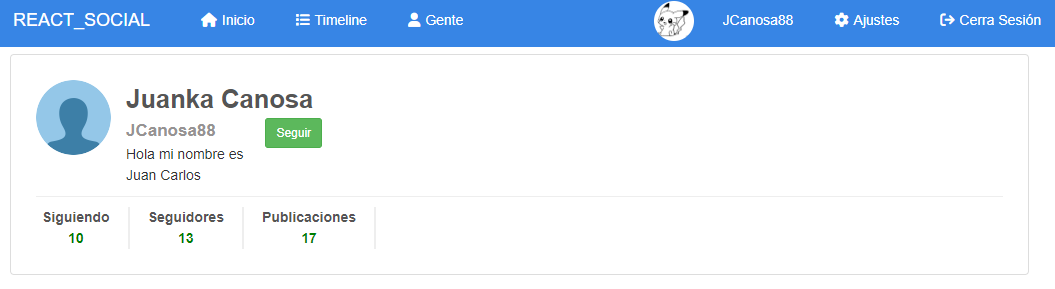 REACT_SOCIAL Inicio Timeline Gente JCanosa88 Ajustes Cerra Sesión
Juanka Canosa
JCanosa88 Seguir
Hola mi nombre es
Juan Carlos
Siguiendo Seguidores Publicaciones
10 13 17